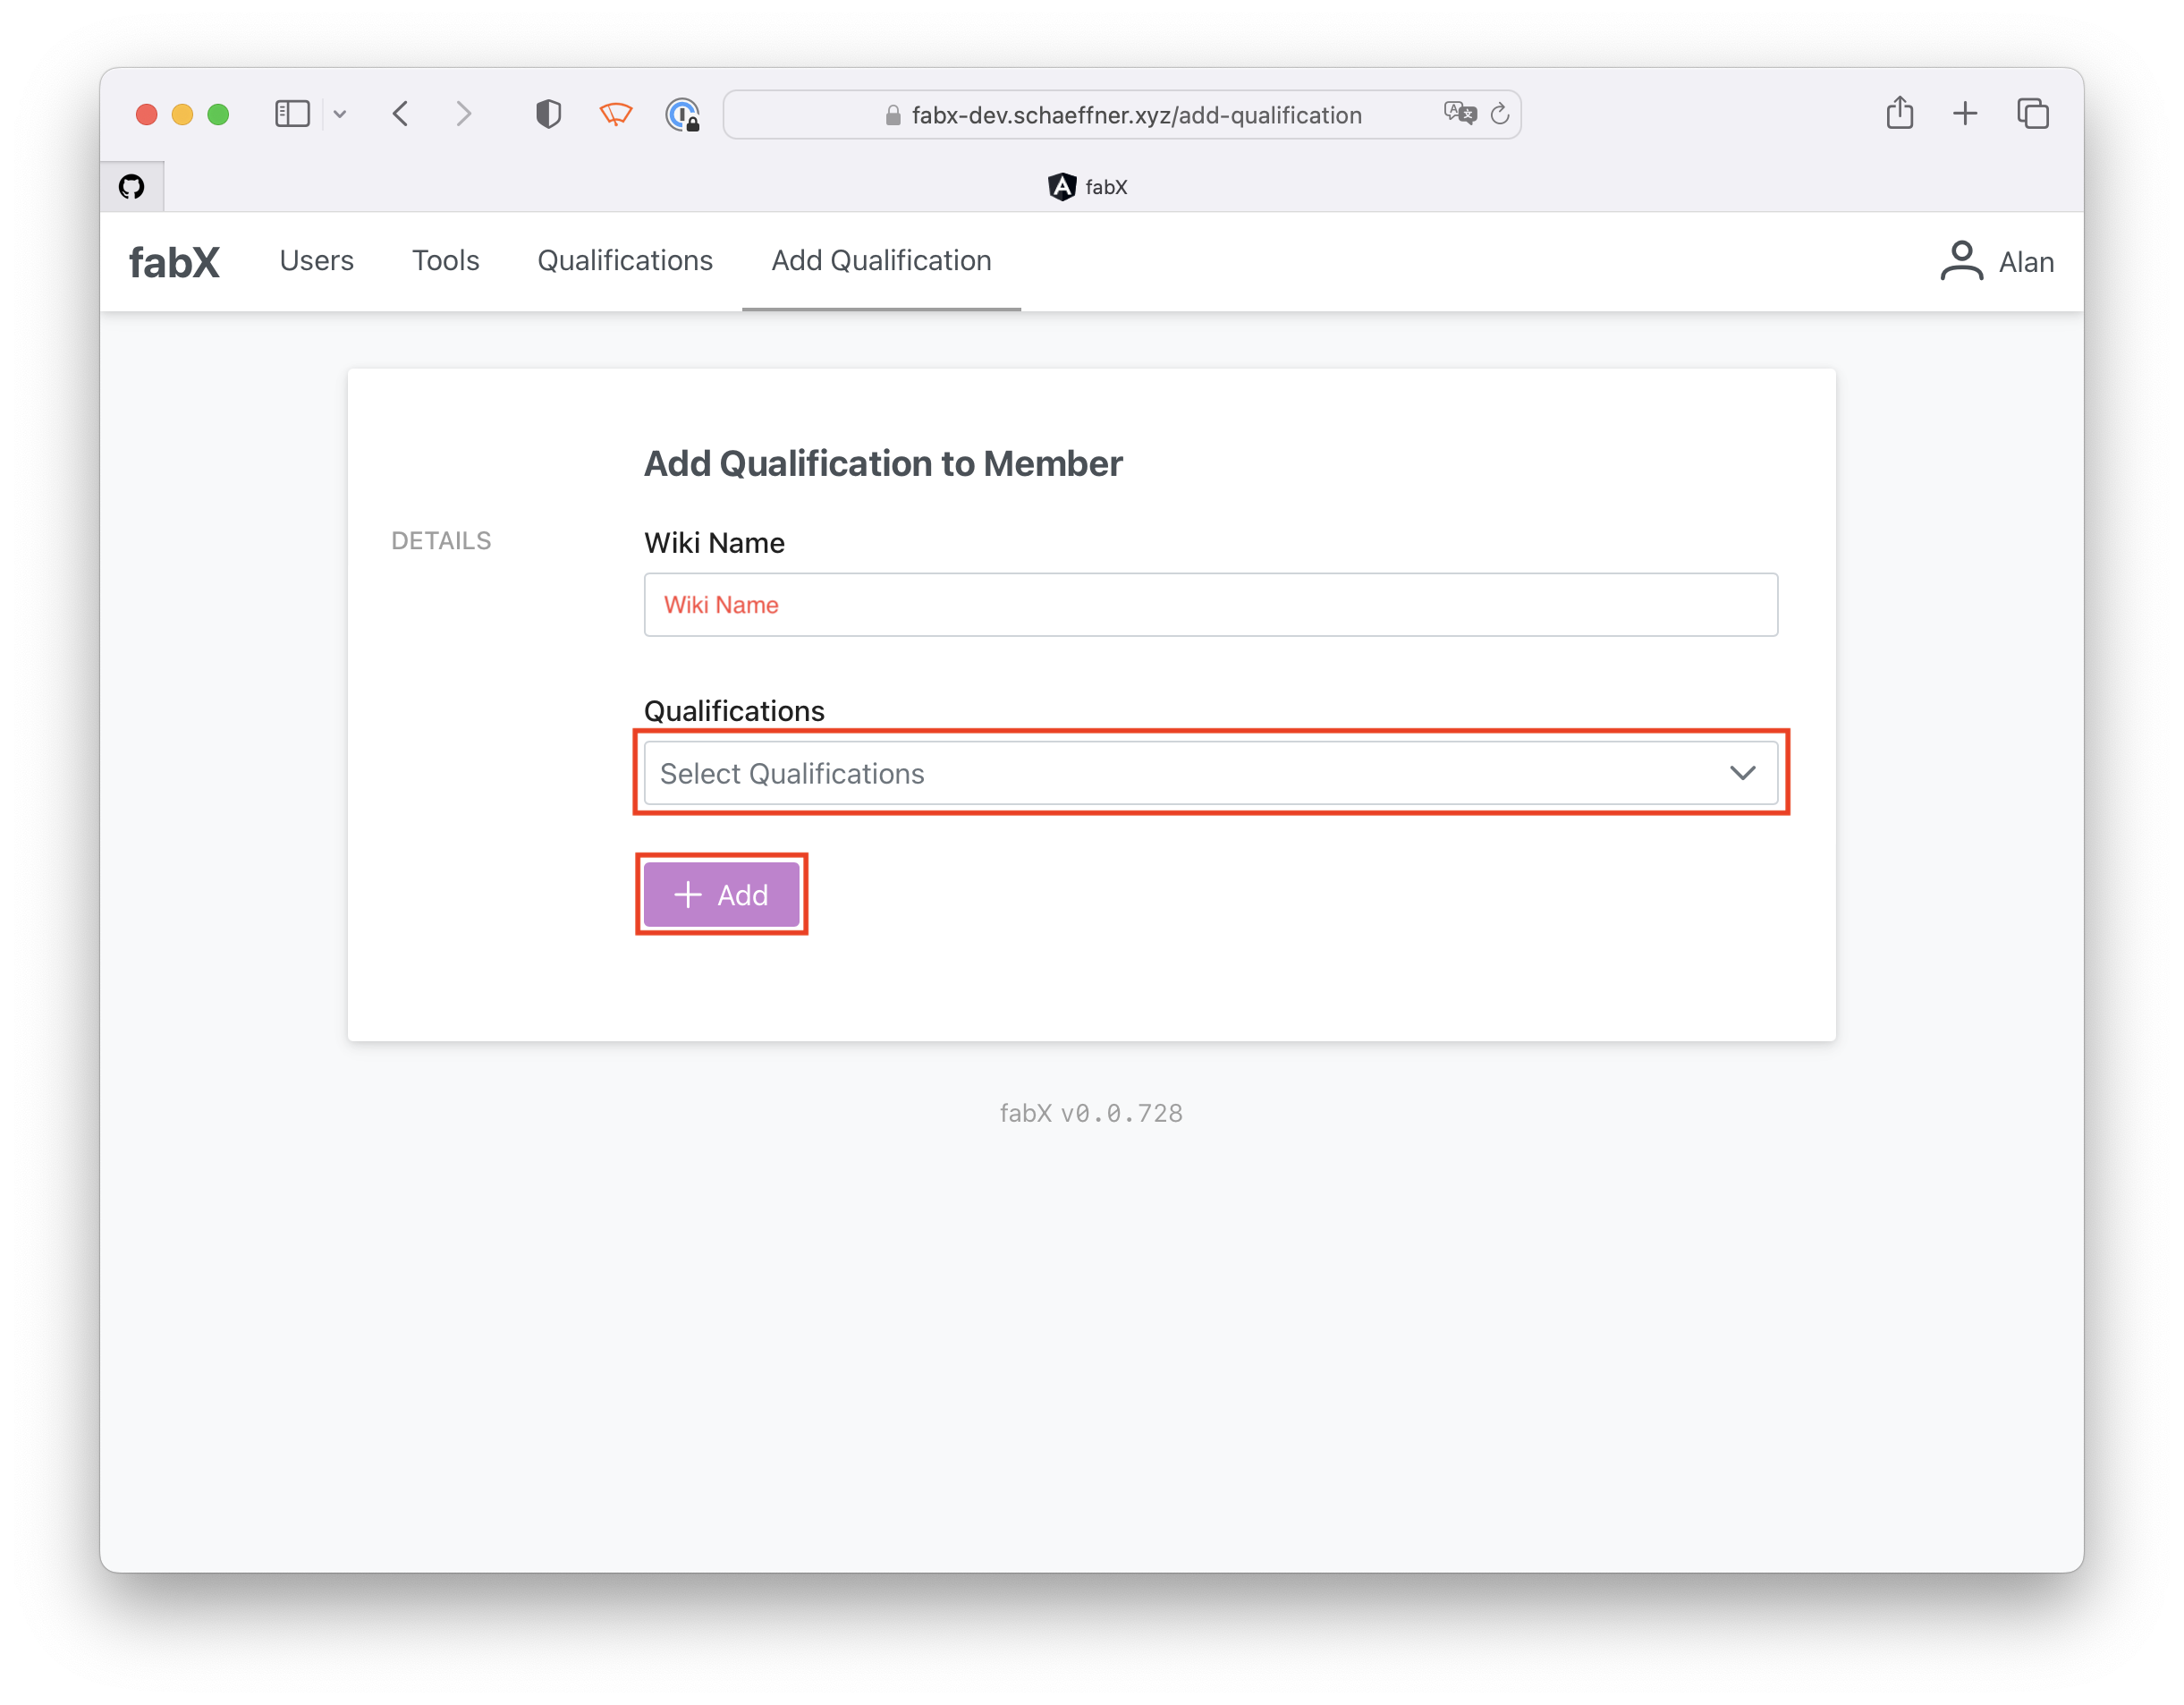 fabx-dev.schaeffner.xyz/add-qualification
fabX
fabX Users Tools Qualifications Add Qualification Alan
Add Qualification to Member
DETAILS
Wiki Name
Wiki Name
Qualifications
Select Qualifications
Add
fabX v0.0.728